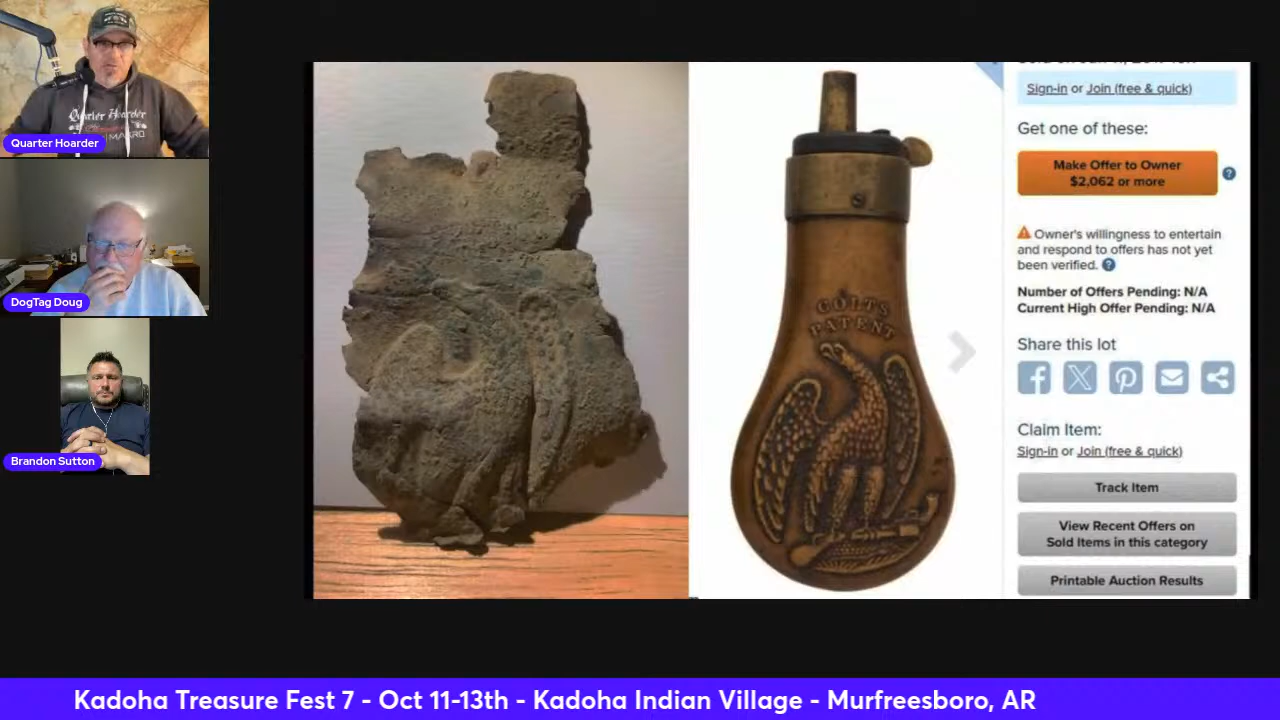 Quarter Hoarder
Quarter Hoarder
DogTag Doug
Brandon Sutton
COLTS
PATENT
Sign-in or Join (free & quick)
Get one of these:
Make Offer to Owner
$2,062 or more
?
Owner's willingness to entertain
and respond to offers has not yet
been verified. ?
Number of Offers Pending: N/A
Current High Offer Pending: N/A
Share this lot
Claim Item:
Sign-in or Join (free & quick)
Track Item
View Recent Offers on
Sold Items in this category
Printable Auction Results
Kadoha Treasure Fest 7 - Oct 11-13th - Kadoha Indian Village - Murfreesboro, AR